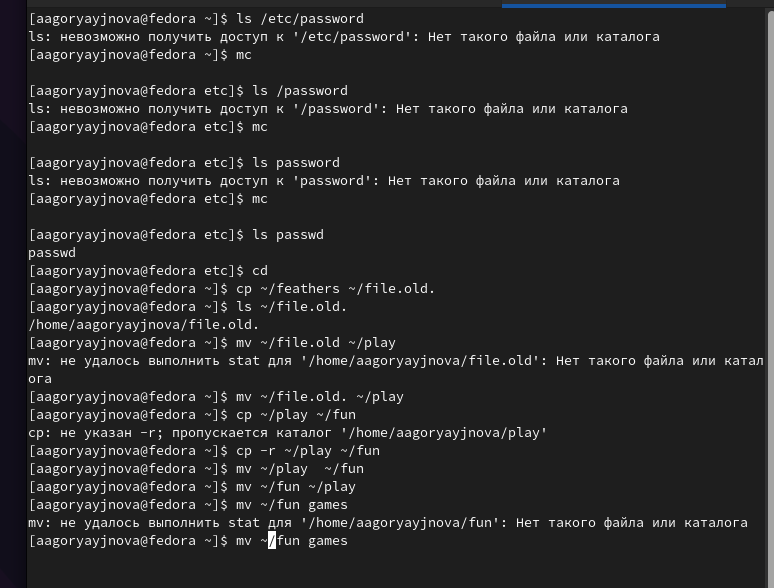 [aagoryayjnova@fedora ~]$ ls /etc/password
ls: невозможно получить доступ к '/etc/password': Нет такого файла или каталога
[aagoryayjnova@fedora ~]$ mc
[aagoryayjnova@fedora etc]$ ls /password
ls: невозможно получить доступ к '/password': Нет такого файла или каталога
[aagoryayjnova@fedora etc]$ mc
[aagoryayjnova@fedora etc]$ ls password
ls: невозможно получить доступ к 'password': Нет такого файла или каталога
[aagoryayjnova@fedora etc]$ mc
[aagoryayjnova@fedora etc]$ ls passwd
passwd
[aagoryayjnova@fedora etc]$ cd
[aagoryayjnova@fedora ~]$ cp ~/feathers ~/file.old.
[aagoryayjnova@fedora ~]$ ls ~/file.old.
/home/aagoryayjnova/file.old.
[aagoryayjnova@fedora ~]$ mv ~/file.old ~/play
mv: не удалось выполнить stat для '/home/aagoryayjnova/file.old': Нет такого файла или катал
ога
[aagoryayjnova@fedora ~]$ mv ~/file.old. ~/play
[aagoryayjnova@fedora ~]$ cp ~/play ~/fun
cp: не указан -r; пропускается каталог '/home/aagoryayjnova/play'
[aagoryayjnova@fedora ~]$ cp -r ~/play ~/fun
[aagoryayjnova@fedora ~]$ mv ~/play  ~/fun
[aagoryayjnova@fedora ~]$ mv ~/fun ~/play
[aagoryayjnova@fedora ~]$ mv ~/fun games
mv: не удалось выполнить stat для '/home/aagoryayjnova/fun': Нет такого файла или каталога
[aagoryayjnova@fedora ~]$ mv ~/fun games